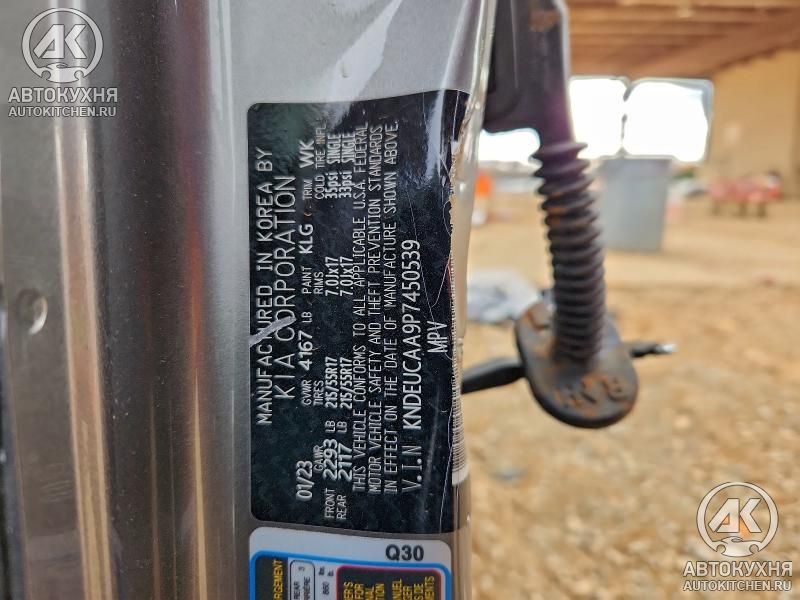 AK
АВТОКУХНЯ
AUTOKITCHEN.RU
MANUFACTURED IN KOREA BY
KIA CORPORATION
01/23 GVWR 4167 LB PAINT KLG TRIM WK
GAWR TIRES RIMS COLD TIRE INFL.
FRONT 2293 LB 215/55R17 7.0Jx17 35psi SINGLE
REAR 2117 LB 215/55R17 7.0Jx17 33psi SINGLE
THIS VEHICLE CONFORMS TO ALL APPLICABLE U.S.A. FEDERAL
MOTOR VEHICLE SAFETY AND THEFT PREVENTION STANDARDS
IN EFFECT ON THE DATE OF MANUFACTURE SHOWN ABOVE.
V.I.N KNDEUCAA9P7450539
MPV
Q30
AK
АВТОКУХНЯ
AUTOKITCHEN.RU